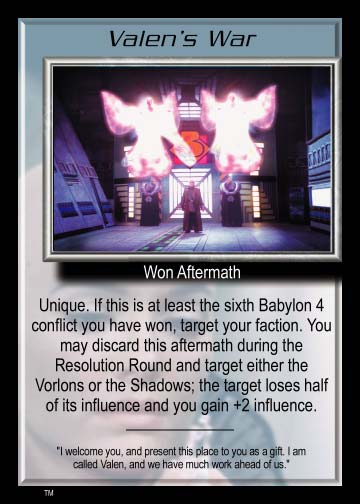 Valen's War
Won Aftermath
Unique. If this is at least the sixth Babylon 4
conflict you have won, target your faction. You
may discard this aftermath during the
Resolution Round and target either the
Vorlons or the Shadows; the target loses half
of its influence and you gain +2 influence.
"I welcome you, and present this place to you as a gift. I am
called Valen, and we have much work ahead of us."
TM